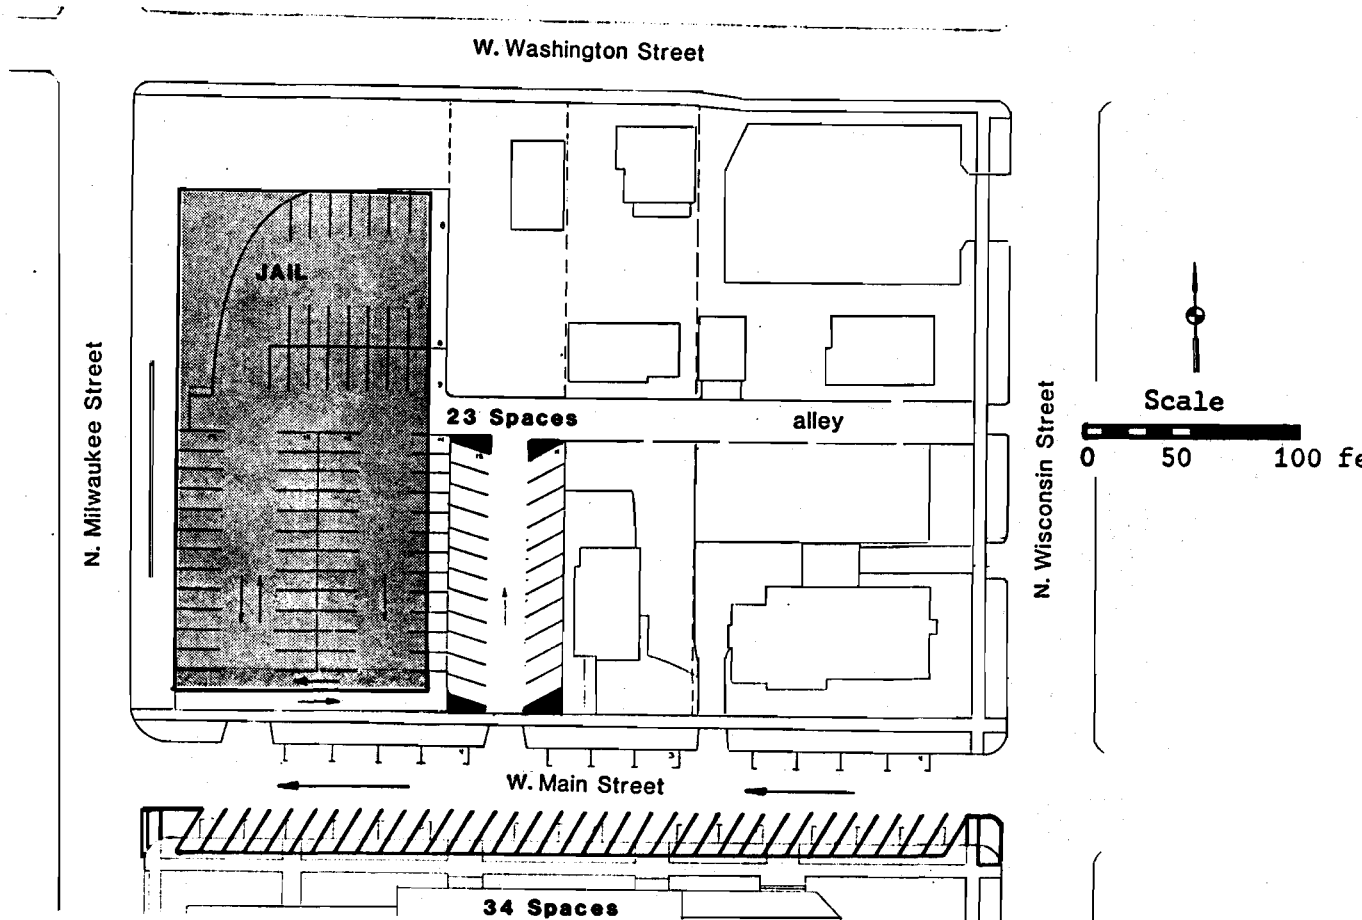 W. Washington Street
JAIL
N. Milwaukee Street
23 Spaces
alley
N. Wisconsin Street
Scale
0 50 100 fe
W. Main Street
34 Spaces